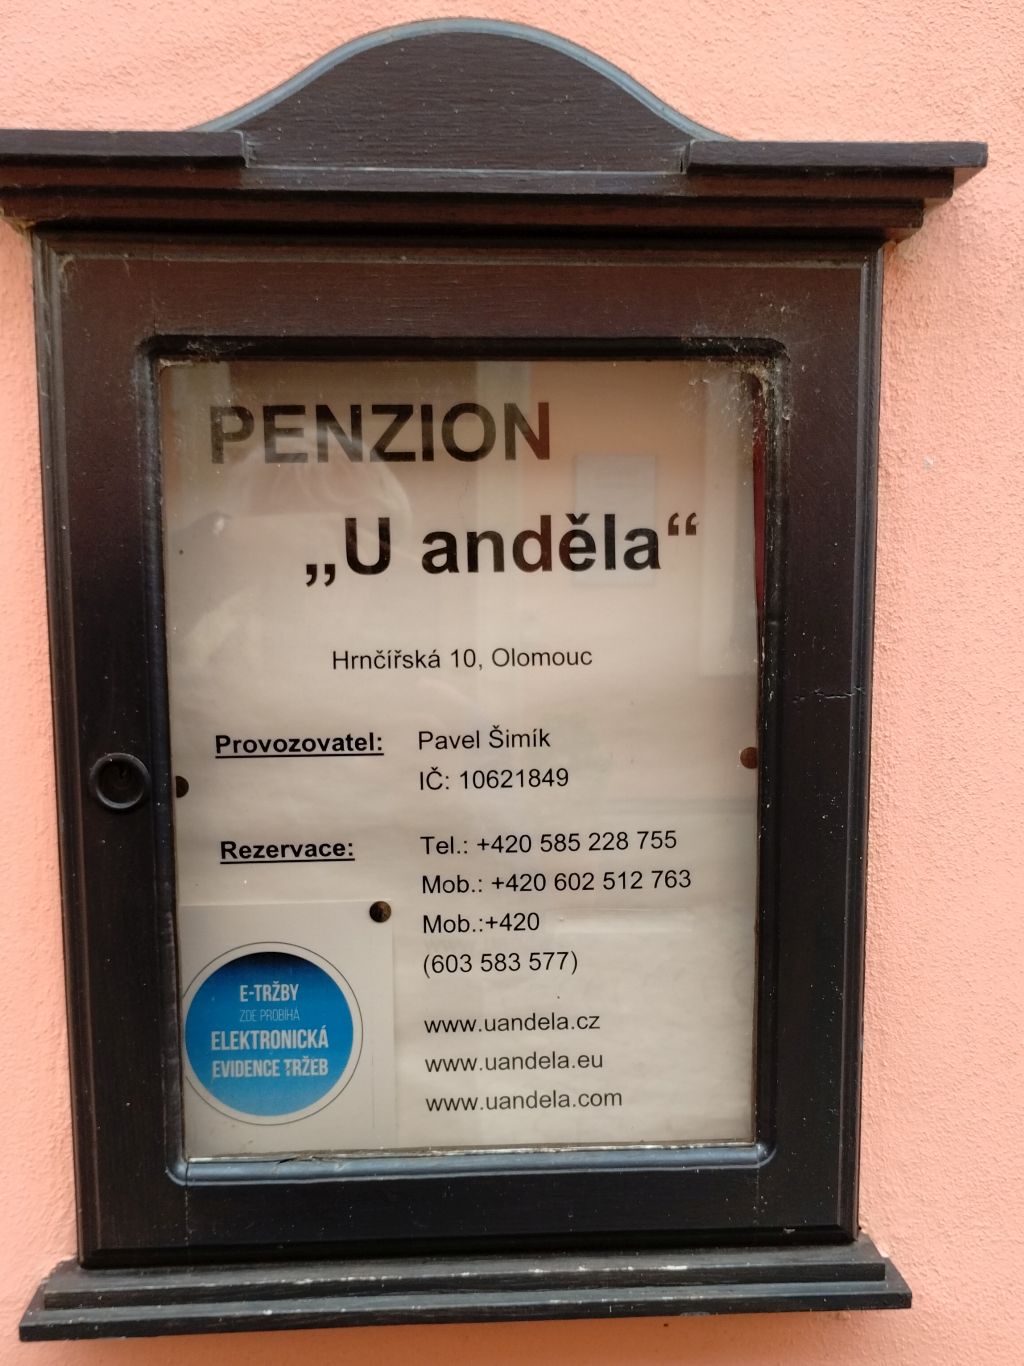 PENZION
„U anděla“
Hrnčířská 10, Olomouc
Provozovatel: Pavel Šimík
IČ: 10621849
Rezervace: Tel.: +420 585 228 755
Mob.: +420 602 512 763
Mob.:+420
(603 583 577)
www.uandela.cz
www.uandela.eu
www.uandela.com
E-TRŽBY
ZDE PROBÍHÁ
ELEKTRONICKÁ
EVIDENCE TRŽEB